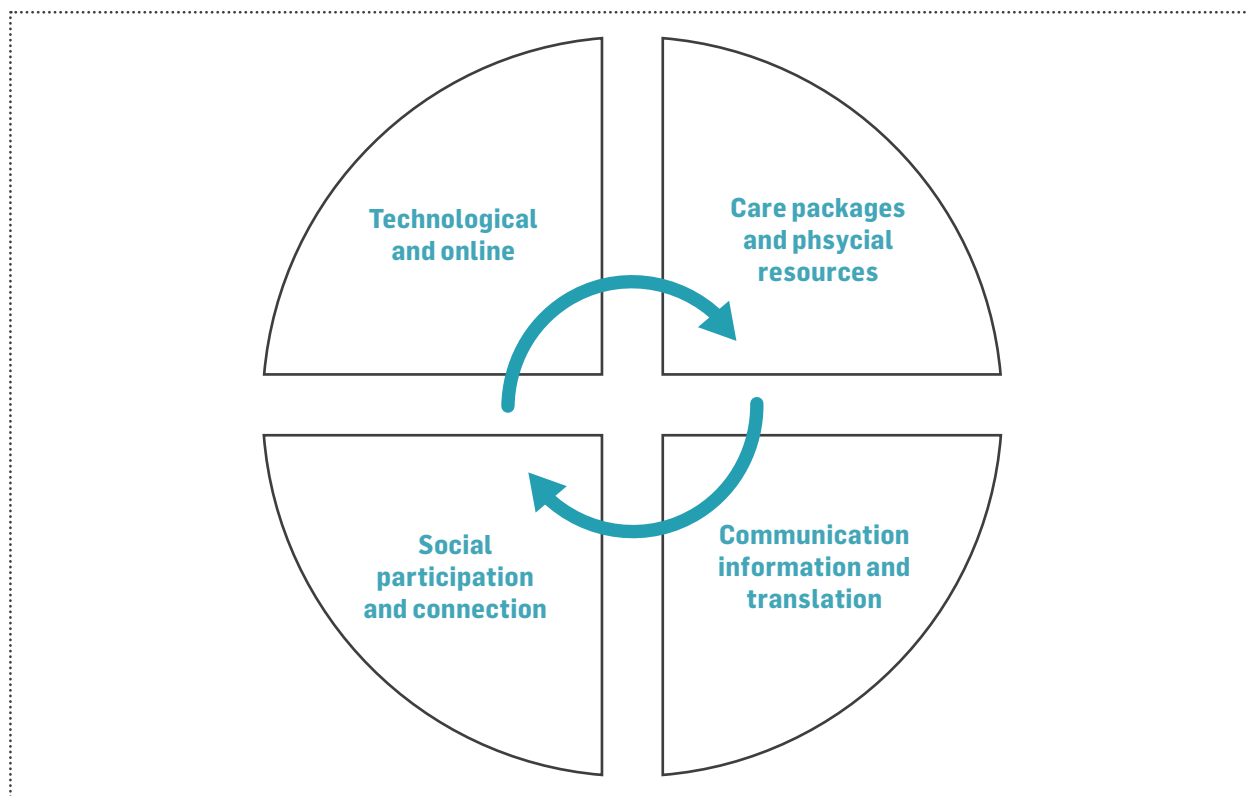 Technological
and online
Care packages
and phsycial
resources
Social
participation
and connection
Communication
information and
translation